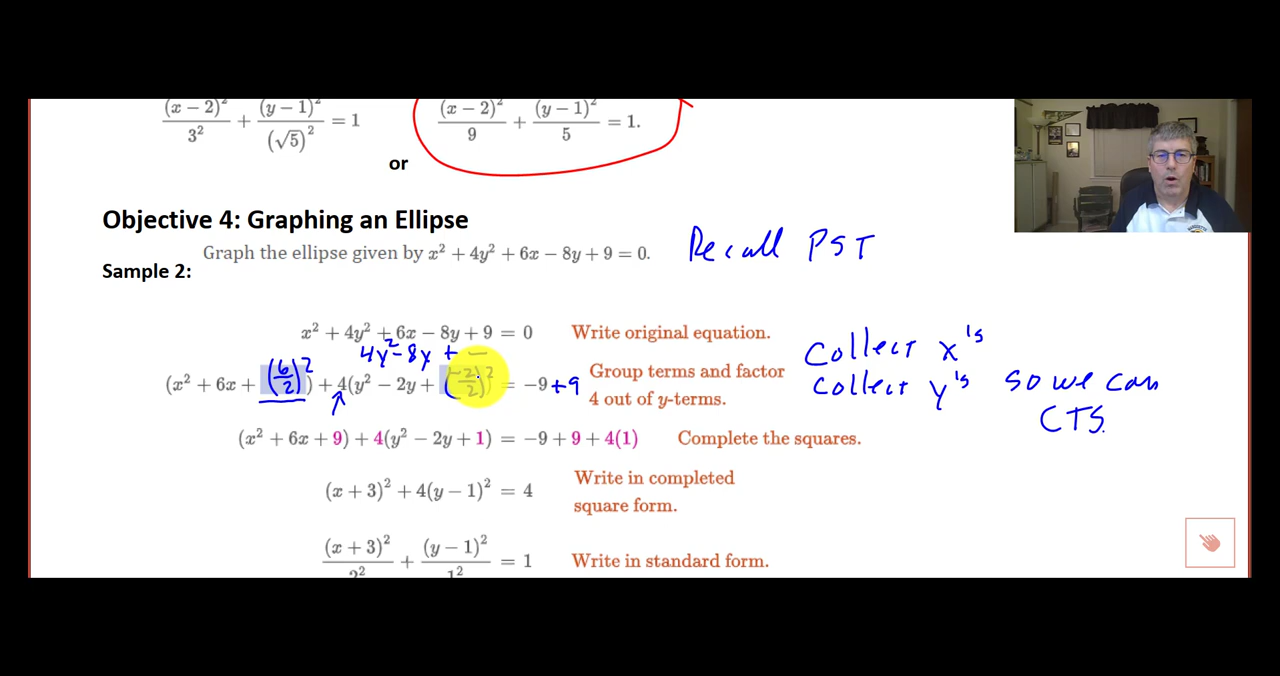 (x − 2)² / 3² + (y − 1)² / (√5)² = 1
or
(x − 2)² / 9 + (y − 1)² / 5 = 1.
Objective 4: Graphing an Ellipse
Graph the ellipse given by x² + 4y² + 6x − 8y + 9 = 0.
Recall PST
Sample 2:
x² + 4y² + 6x − 8y + 9 = 0 Write original equation.
Collect x's
4y² − 8y +
(x² + 6x + (6/2)²) + 4(y² − 2y + (−2/2)² = −9 + 9
Group terms and factor
4 out of y-terms.
Collect y's so we can
CTS.
(x² + 6x + 9) + 4(y² − 2y + 1) = −9 + 9 + 4(1) Complete the squares.
(x + 3)² + 4(y − 1)² = 4
Write in completed
square form.
(x + 3)² / 2² + (y − 1)² / 1² = 1 Write in standard form.